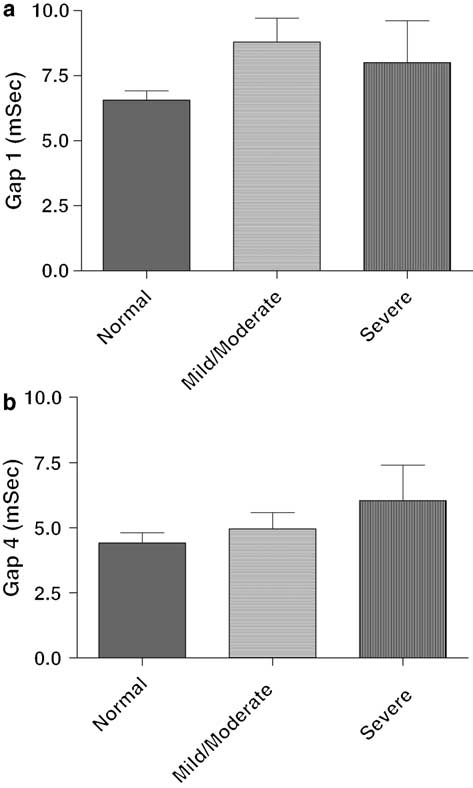 a
10.0
7.5
5.0
2.5
0.0
Gap 1 (mSec)
Normal
Mild/Moderate
Severe
b
10.0
7.5
5.0
2.5
0.0
Gap 4 (mSec)
Normal
Mild/Moderate
Severe